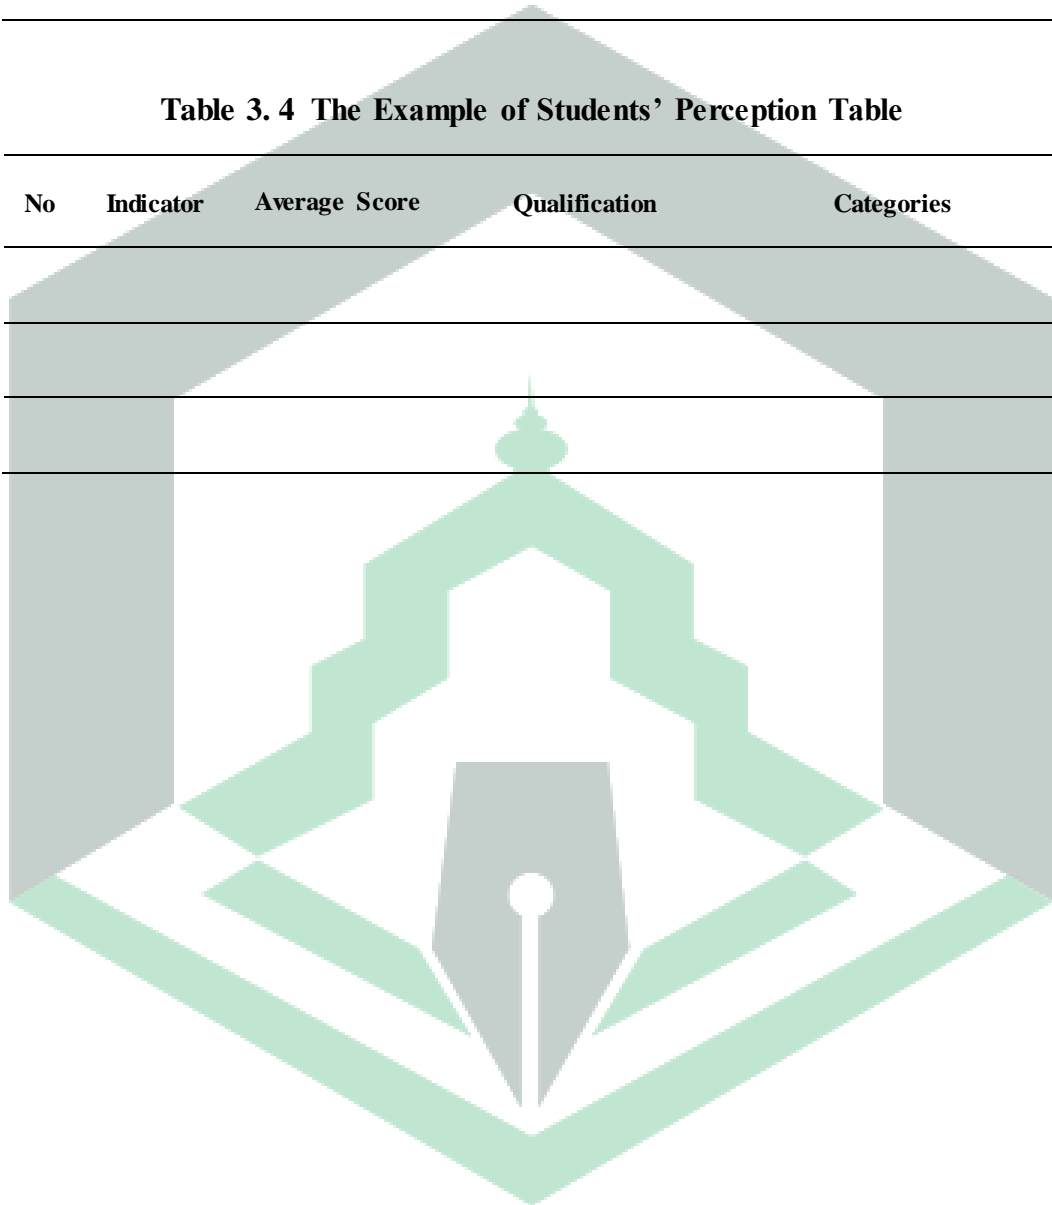 Table 3. 4 The Example of Students’ Perception Table
No Indicator Average Score Qualification Categories